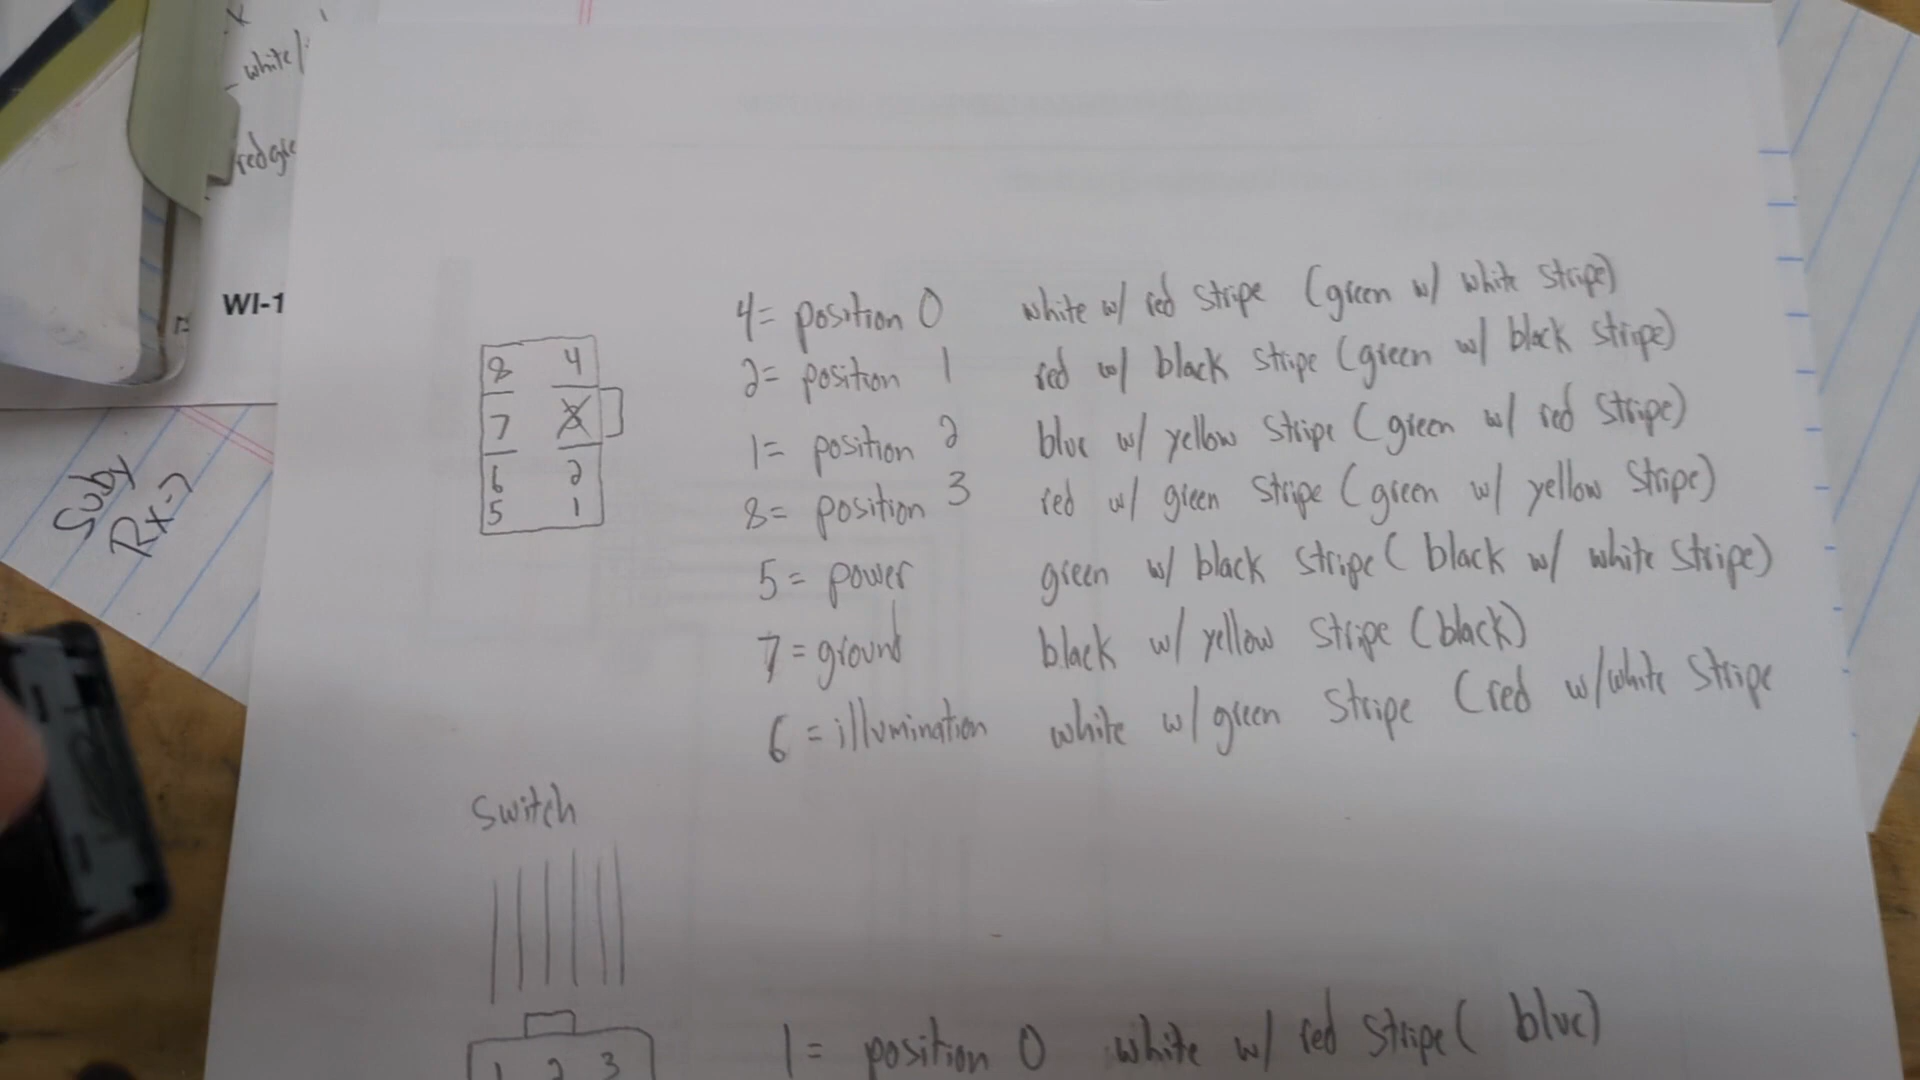 white/
redgre
WI-1
Suby
Rx-7
8 4
7 X
6 2
5 1
4= position 0 white w/ red stripe (green w/ white stripe)
2= position 1 red w/ black stripe (green w/ black stripe)
1= position 2 blue w/ yellow stripe (green w/ red stripe)
8= position 3 red w/ green stripe (green w/ yellow stripe)
5= power green w/ black stripe (black w/ white stripe)
7=ground black w/ yellow stripe (black)
6=illumination white w/ green stripe (red w/white stripe
switch
1 2 3
1= position 0 white w/ red stripe( blue)